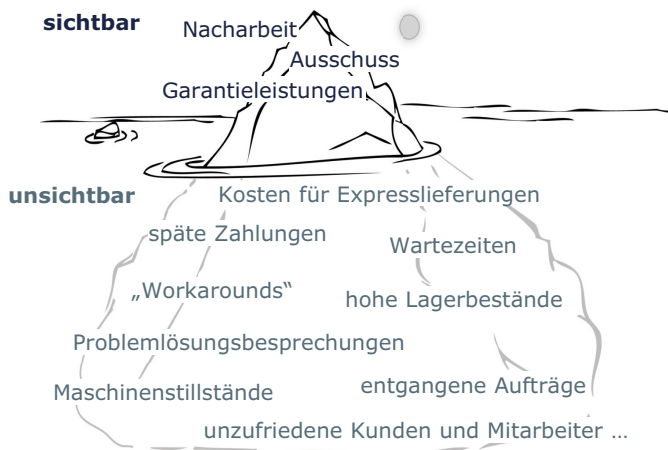 sichtbar
Nacharbeit
Ausschuss
Garantieleistungen
unsichtbar
Kosten für Expresslieferungen
späte Zahlungen
Wartezeiten
„Workarounds“
hohe Lagerbestände
Problemlösungsbesprechungen
Maschinenstillstände
entgangene Aufträge
unzufriedene Kunden und Mitarbeiter …